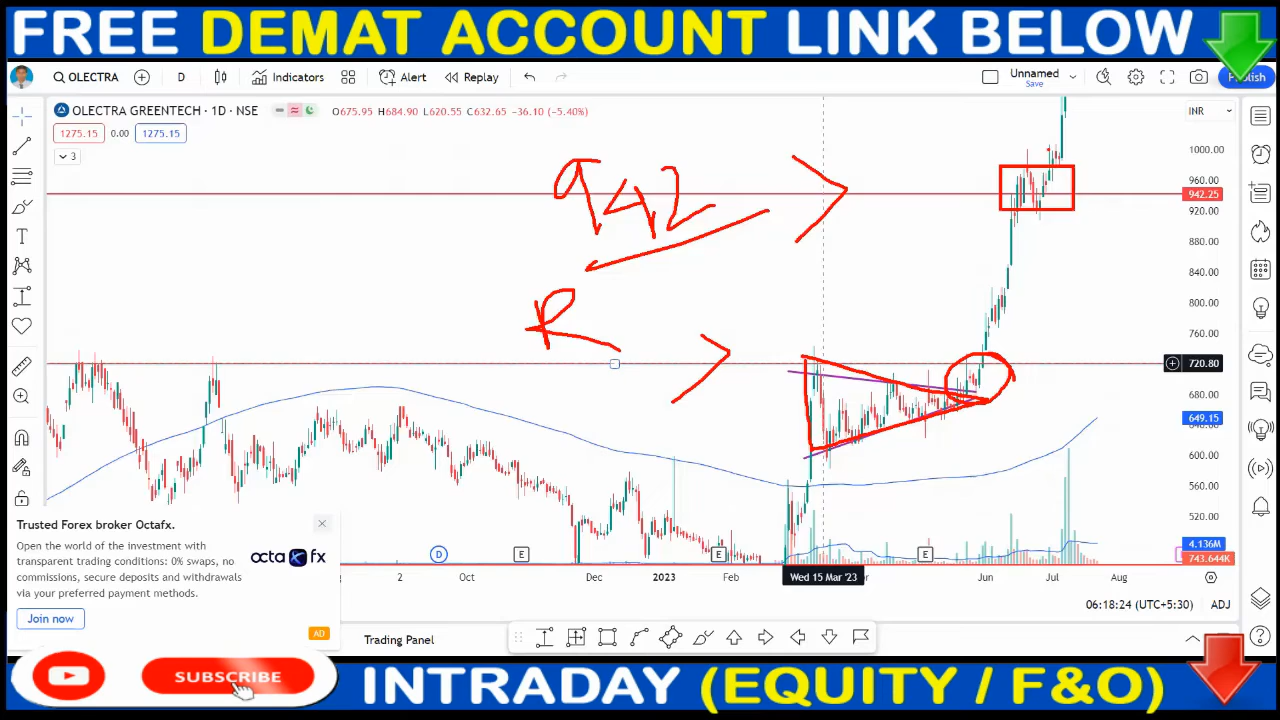 FREE DEMAT ACCOUNT LINK BELOW
OLECTRA D Indicators Alert Replay Unnamed Save Publish
OLECTRA GREENTECH · 1D · NSE O675.95 H684.90 L620.55 C632.65 -36.10 (-5.40%) INR
1275.15 0.00 1275.15
3
1000.00
960.00
942.25
920.00
880.00
840.00
800.00
760.00
720.80
680.00
649.15
600.00
560.00
520.00
4.136M
743.644K
942
R
D E E E
2 Oct Dec 2023 Feb Wed 15 Mar '23 Jun Jul Aug
06:18:24 (UTC+5:30) ADJ
Trusted Forex broker Octafx.
Open the world of the investment with
transparent trading conditions: 0% swaps, no
commissions, secure deposits and withdrawals
via your preferred payment methods.
octa fx
Join now
AD
Trading Panel
SUBSCRIBE
INTRADAY (EQUITY / F&O)